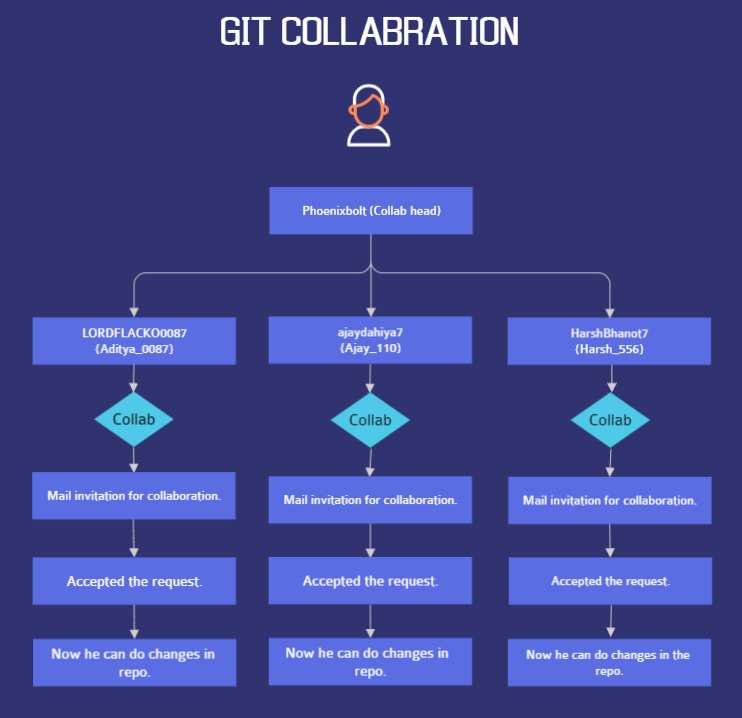 GIT COLLABRATION
Phoenixbolt (Collab head)
LORDFLACKO0087
{Aditya_0087}
ajaydahiya7
{Ajay_110}
HarshBhanot7
{Harsh_556}
Collab
Collab
Collab
Mail invitation for collaboration.
Mail invitation for collaboration.
Mail invitation for collaboration.
Accepted the request.
Accepted the request.
Accepted the request.
Now he can do changes in
repo.
Now he can do changes in
repo.
Now he can do changes in the
repo.